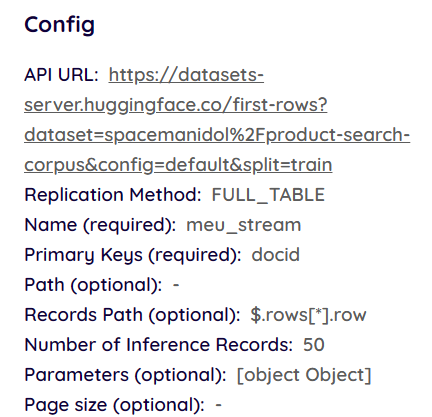 Config
API URL: https://datasets-
server.huggingface.co/first-rows?
dataset=spacemanidol%2Fproduct-search-
corpus&config=default&split=train
Replication Method: FULL_TABLE
Name (required): meu_stream
Primary Keys (required): docid
Path (optional): -
Records Path (optional): $.rows[*].row
Number of Inference Records: 50
Parameters (optional): [object Object]
Page size (optional): -